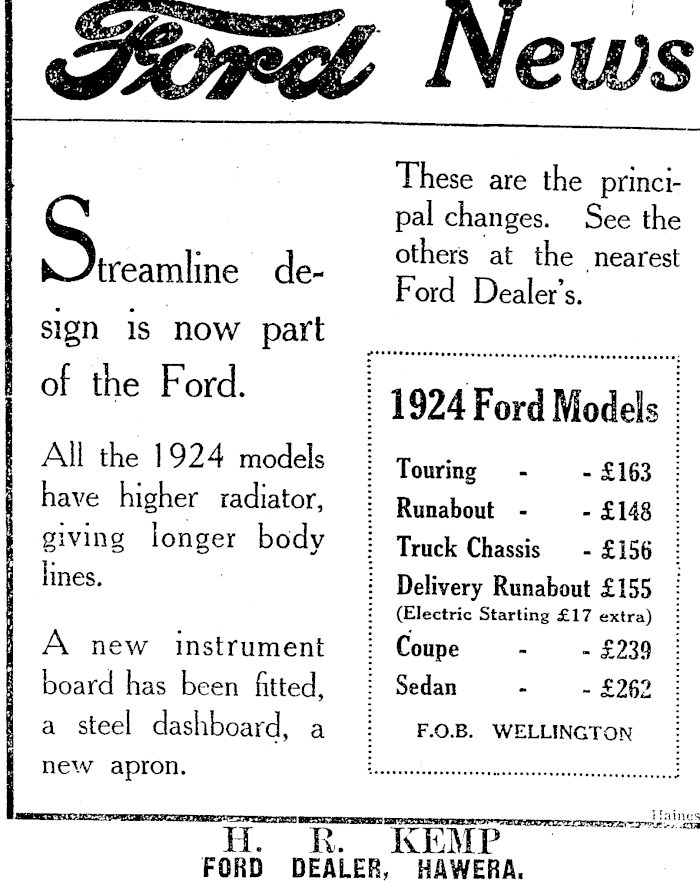 Ford News
Streamline de-
sign is now part
of the Ford.
All the 1924 models
have higher radiator,
giving longer body
lines.
A new instrument
board has been fitted,
a steel dashboard, a
new apron.
These are the princi-
pal changes. See the
others at the nearest
Ford Dealer's.
1924 Ford Models
Touring - - £163
Runabout - - £148
Truck Chassis - £156
Delivery Runabout £155
(Electric Starting £17 extra)
Coupe - - £239
Sedan - - £262
F.O.B. WELLINGTON
Haines
H. R. KEMP
FORD DEALER, HAWERA.